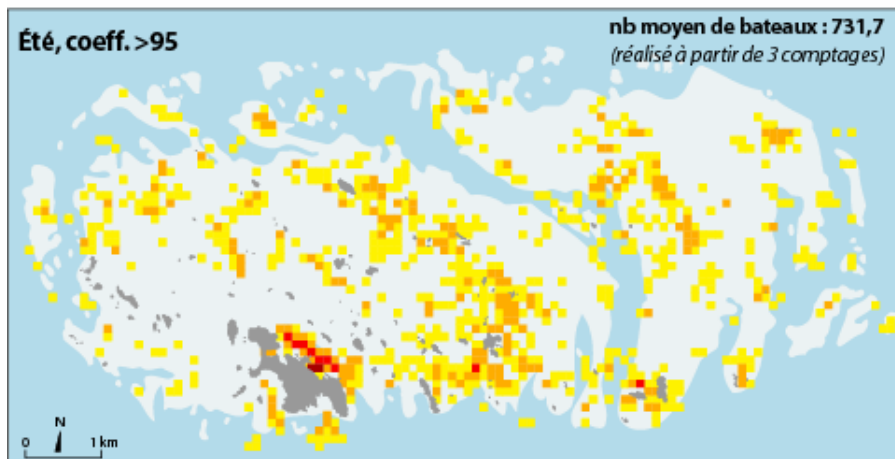 Été, coeff. >95
nb moyen de bateaux : 731,7
(réalisé à partir de 3 comptages)
N
0 1 km